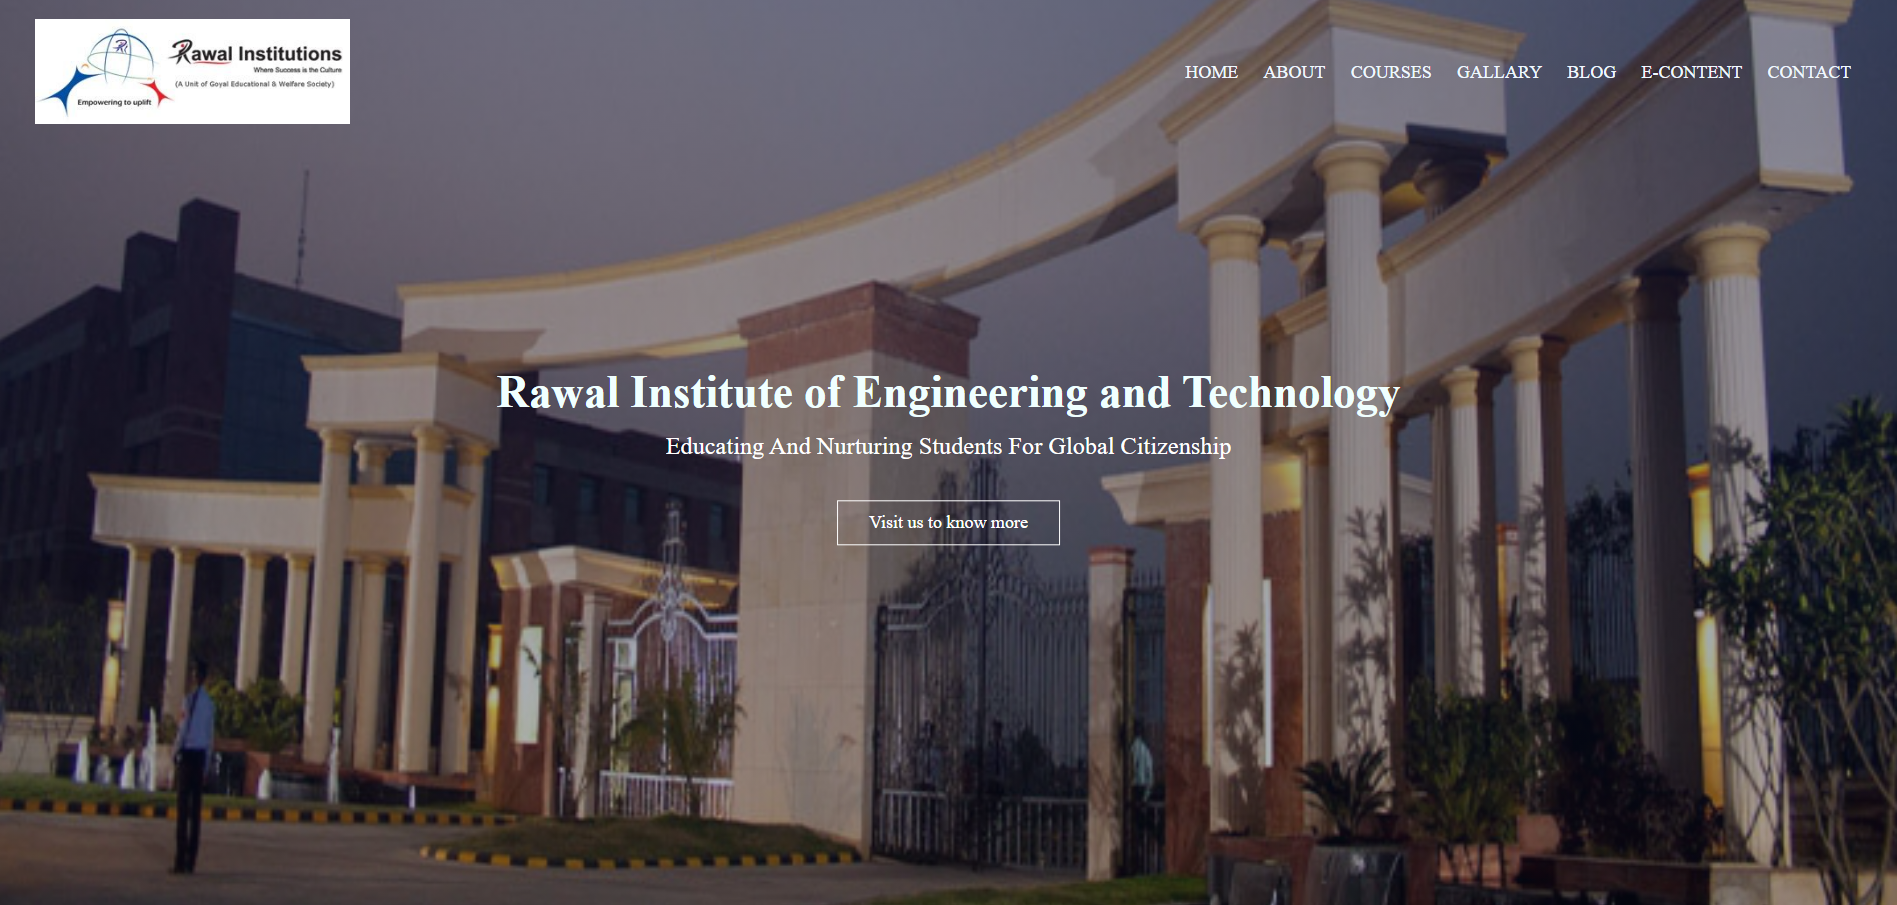 Rawal Institutions
Where Success is the Culture
(A Unit of Goyal Educational & Welfare Society)
Empowering to uplift
HOME ABOUT COURSES GALLARY BLOG E-CONTENT CONTACT
Rawal Institute of Engineering and Technology
Educating And Nurturing Students For Global Citizenship
Visit us to know more